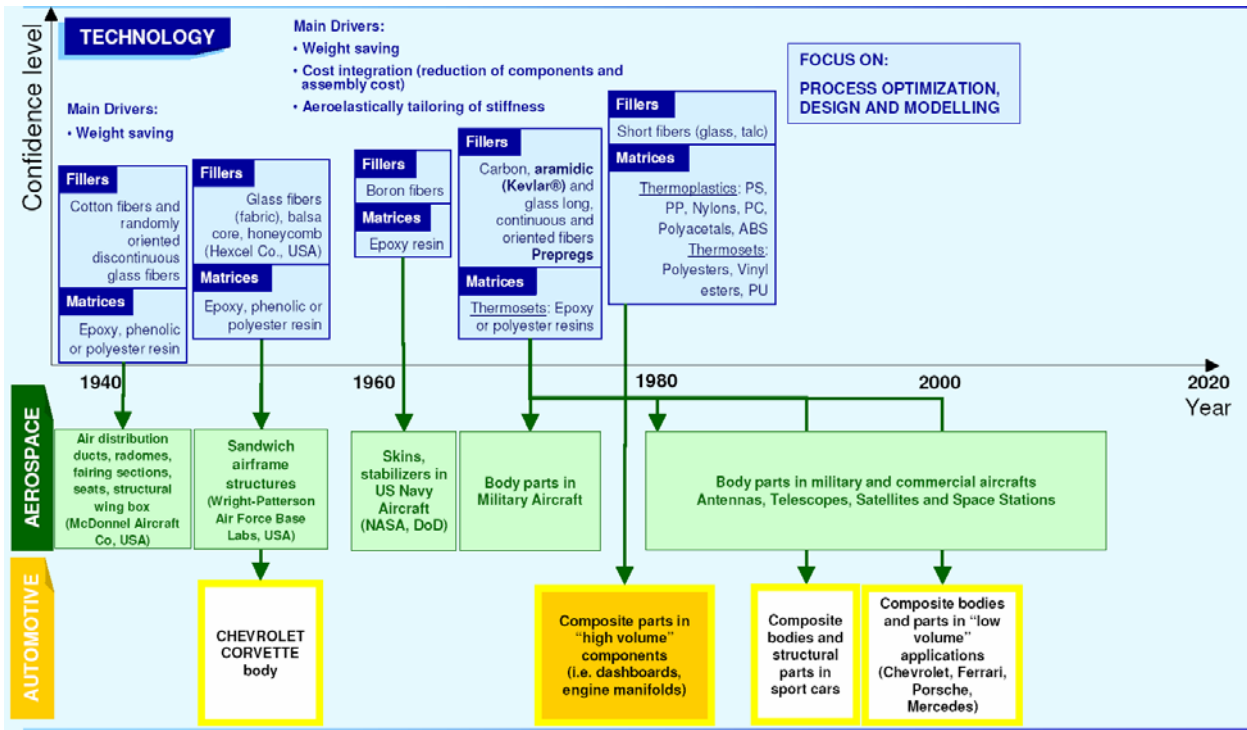 Confidence level
TECHNOLOGY
Main Drivers:
• Weight saving
Main Drivers:
• Weight saving
• Cost integration (reduction of components and
assembly cost)
• Aeroelastically tailoring of stiffness
FOCUS ON:
PROCESS OPTIMIZATION,
DESIGN AND MODELLING
Fillers
Cotton fibers and
randomly
oriented
discontinuous
glass fibers
Matrices
Epoxy, phenolic
or polyester resin
Fillers
Glass fibers
(fabric), balsa
core, honeycomb
(Hexcel Co., USA)
Matrices
Epoxy, phenolic or
polyester resin
Fillers
Boron fibers
Matrices
Epoxy resin
Fillers
Carbon, aramidic
(Kevlar®) and
glass long,
continuous and
oriented fibers
Prepregs
Matrices
Thermosets: Epoxy
or polyester resins
Fillers
Short fibers (glass, talc)
Matrices
Thermoplastics: PS,
PP, Nylons, PC,
Polyacetals, ABS
Thermosets:
Polyesters, Vinyl
esters, PU
1940
1960
1980
2000
2020
Year
AEROSPACE
Air distribution
ducts, radomes,
fairing sections,
seats, structural
wing box
(McDonnel Aircraft
Co, USA)
Sandwich
airframe
structures
(Wright-Patterson
Air Force Base
Labs, USA)
Skins,
stabilizers in
US Navy
Aircraft
(NASA, DoD)
Body parts in
Military Aircraft
Body parts in military and commercial aircrafts
Antennas, Telescopes, Satellites and Space Stations
AUTOMOTIVE
CHEVROLET
CORVETTE
body
Composite parts in
“high volume”
components
(i.e. dashboards,
engine manifolds)
Composite
bodies and
structural
parts in
sport cars
Composite bodies
and parts in “low
volume”
applications
(Chevrolet, Ferrari,
Porsche,
Mercedes)